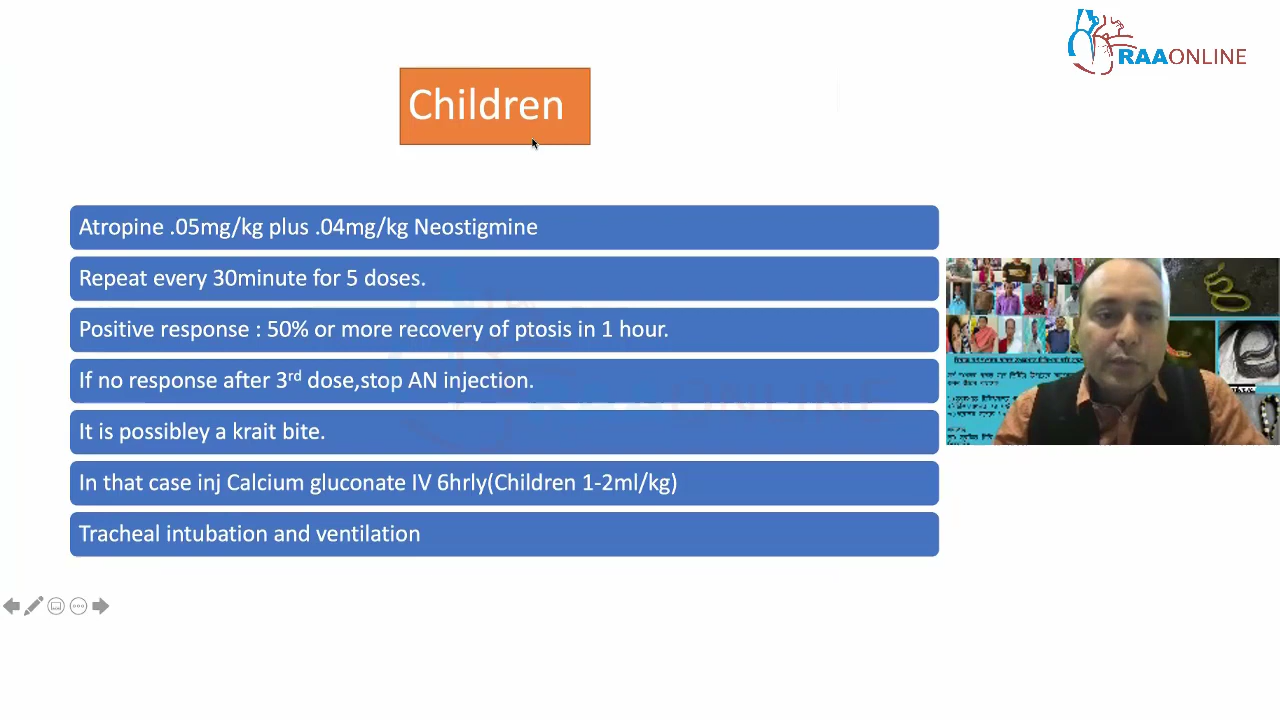 RAAONLINE
Children
Atropine .05mg/kg plus .04mg/kg Neostigmine
Repeat every 30minute for 5 doses.
Positive response : 50% or more recovery of ptosis in 1 hour.
If no response after 3rd dose,stop AN injection.
It is possibley a krait bite.
In that case inj Calcium gluconate IV 6hrly(Children 1-2ml/kg)
Tracheal intubation and ventilation